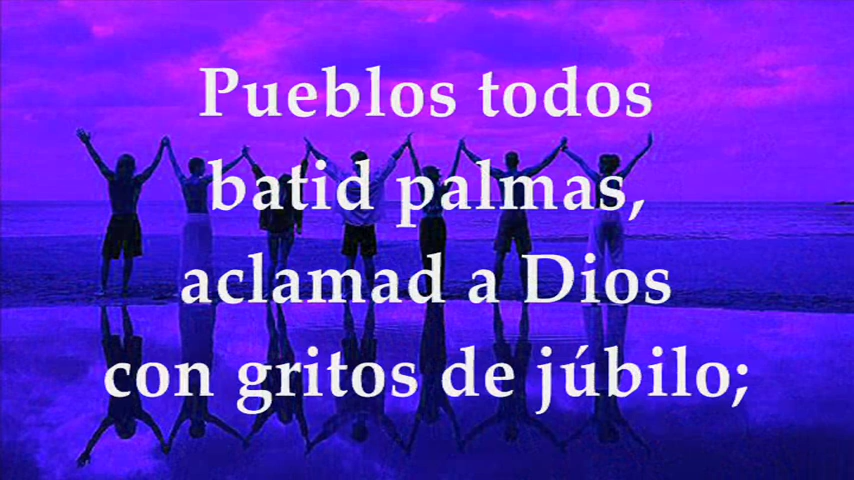 Pueblos todos
batid palmas,
aclamad a Dios
con gritos de júbilo;